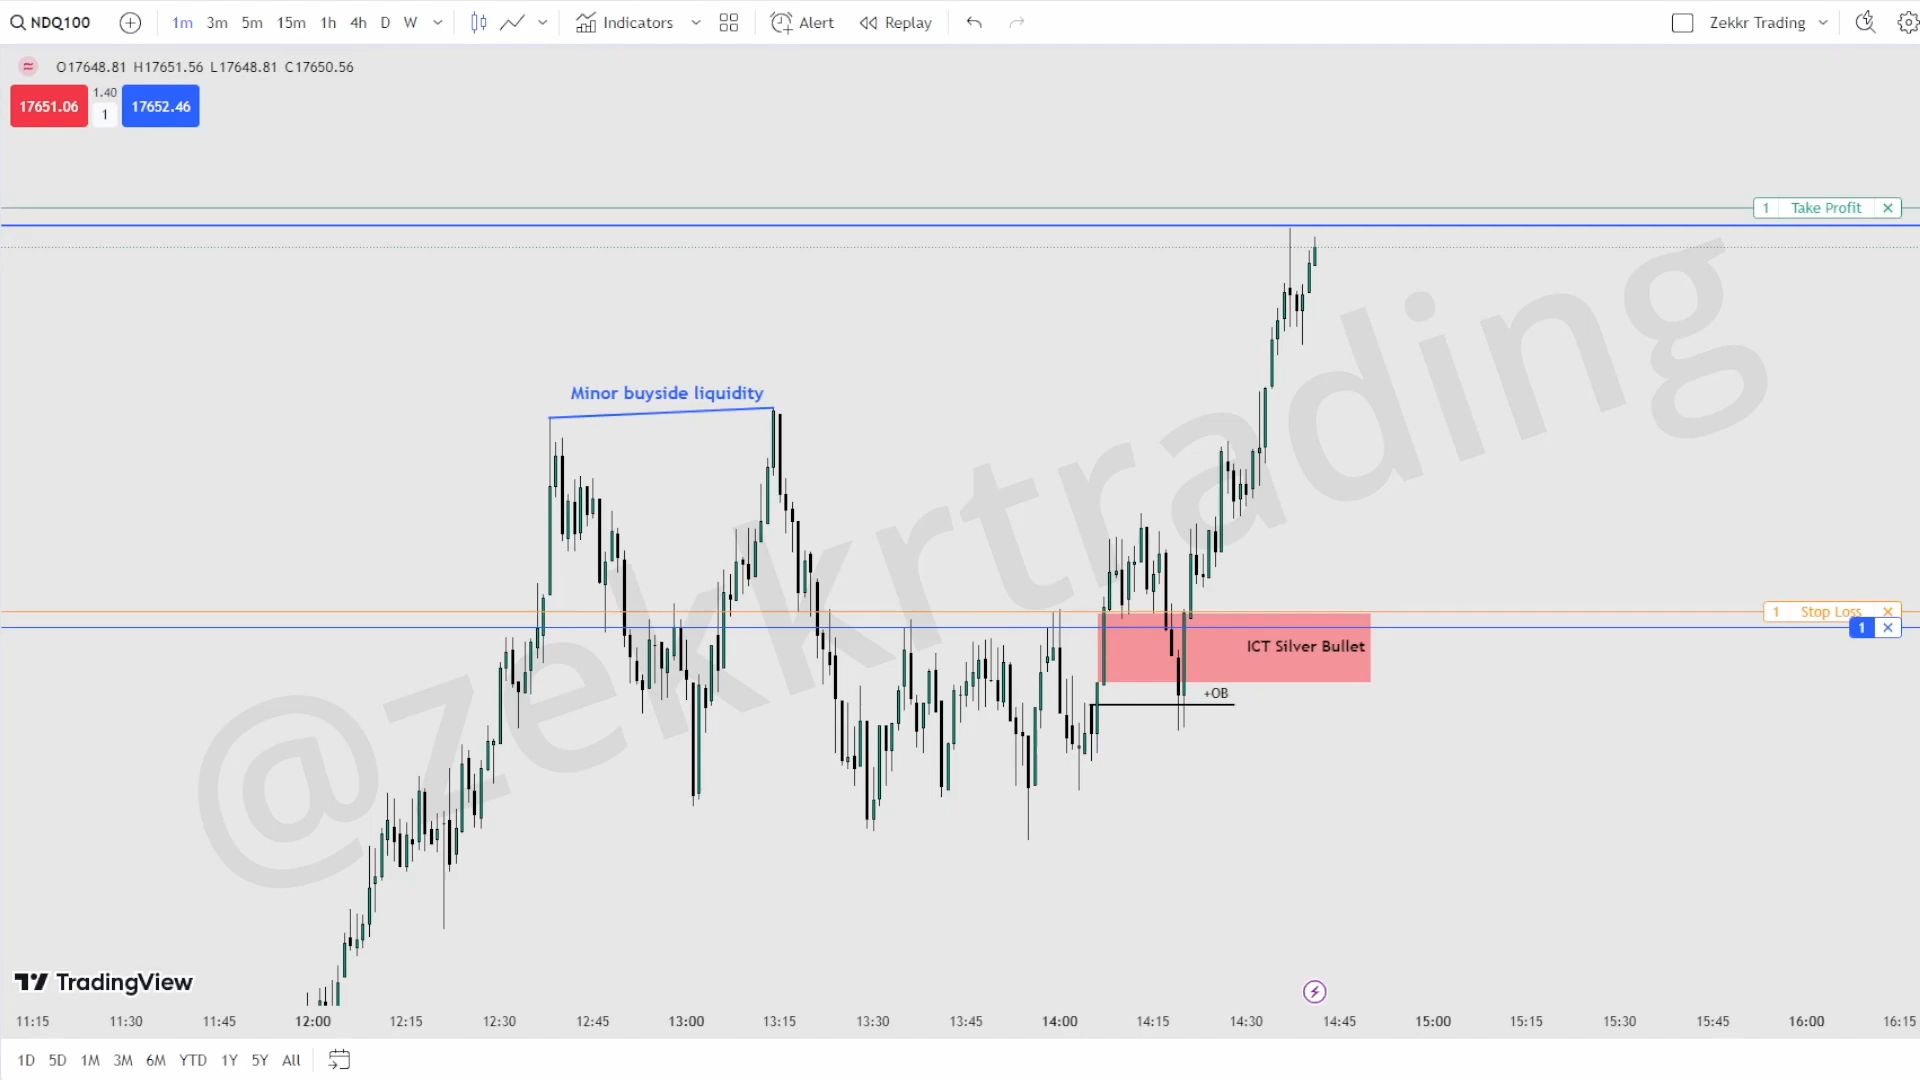 NDQ100 1m 3m 5m 15m 1h 4h D W Indicators Alert Replay Zekkr Trading
O17648.81 H17651.56 L17648.81 C17650.56
17651.06 1.40 1 17652.46
1 Take Profit
Minor buyside liquidity
1 Stop Loss
1
ICT Silver Bullet
+OB
@zekkrtrading
TradingView
11:15 11:30 11:45 12:00 12:15 12:30 12:45 13:00 13:15 13:30 13:45 14:00 14:15 14:30 14:45 15:00 15:15 15:30 15:45 16:00 16:15
1D 5D 1M 3M 6M YTD 1Y 5Y All